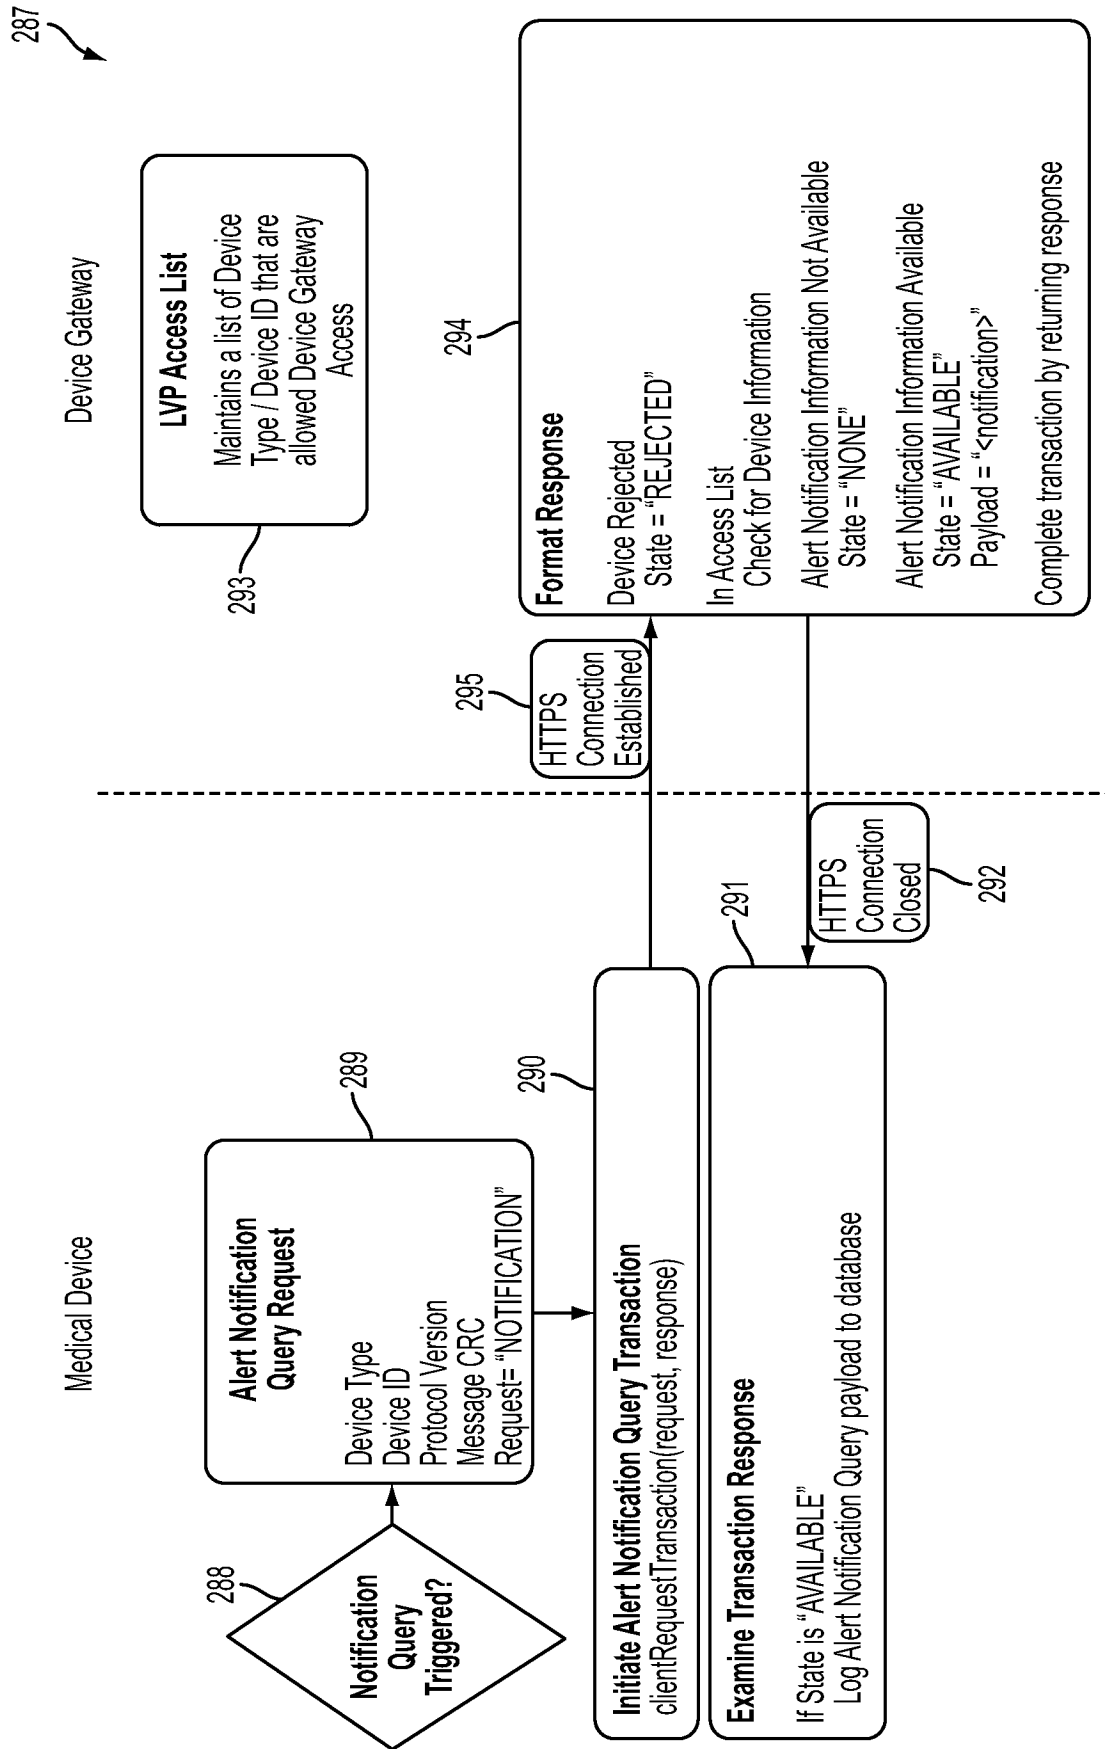 287
Medical Device
Device Gateway
288
Notification
Query
Triggered?
289
Alert Notification
Query Request
Device Type
Device ID
Protocol Version
Message CRC
Request= “NOTIFICATION”
293
LVP Access List
Maintains a list of Device
Type / Device ID that are
allowed Device Gateway
Access
290
Initiate Alert Notification Query Transaction
clientRequestTransaction(request, response)
295
HTTPS
Connection
Established
294
Format Response
Device Rejected
State = “REJECTED”
In Access List
Check for Device Information
Alert Notification Information Not Available
State = “NONE”
Alert Notification Information Available
State = “AVAILABLE”
Payload = “<notification>”
Complete transaction by returning response
291
Examine Transaction Response
If State is “AVAILABLE”
Log Alert Notification Query payload to database
HTTPS
Connection
Closed
292